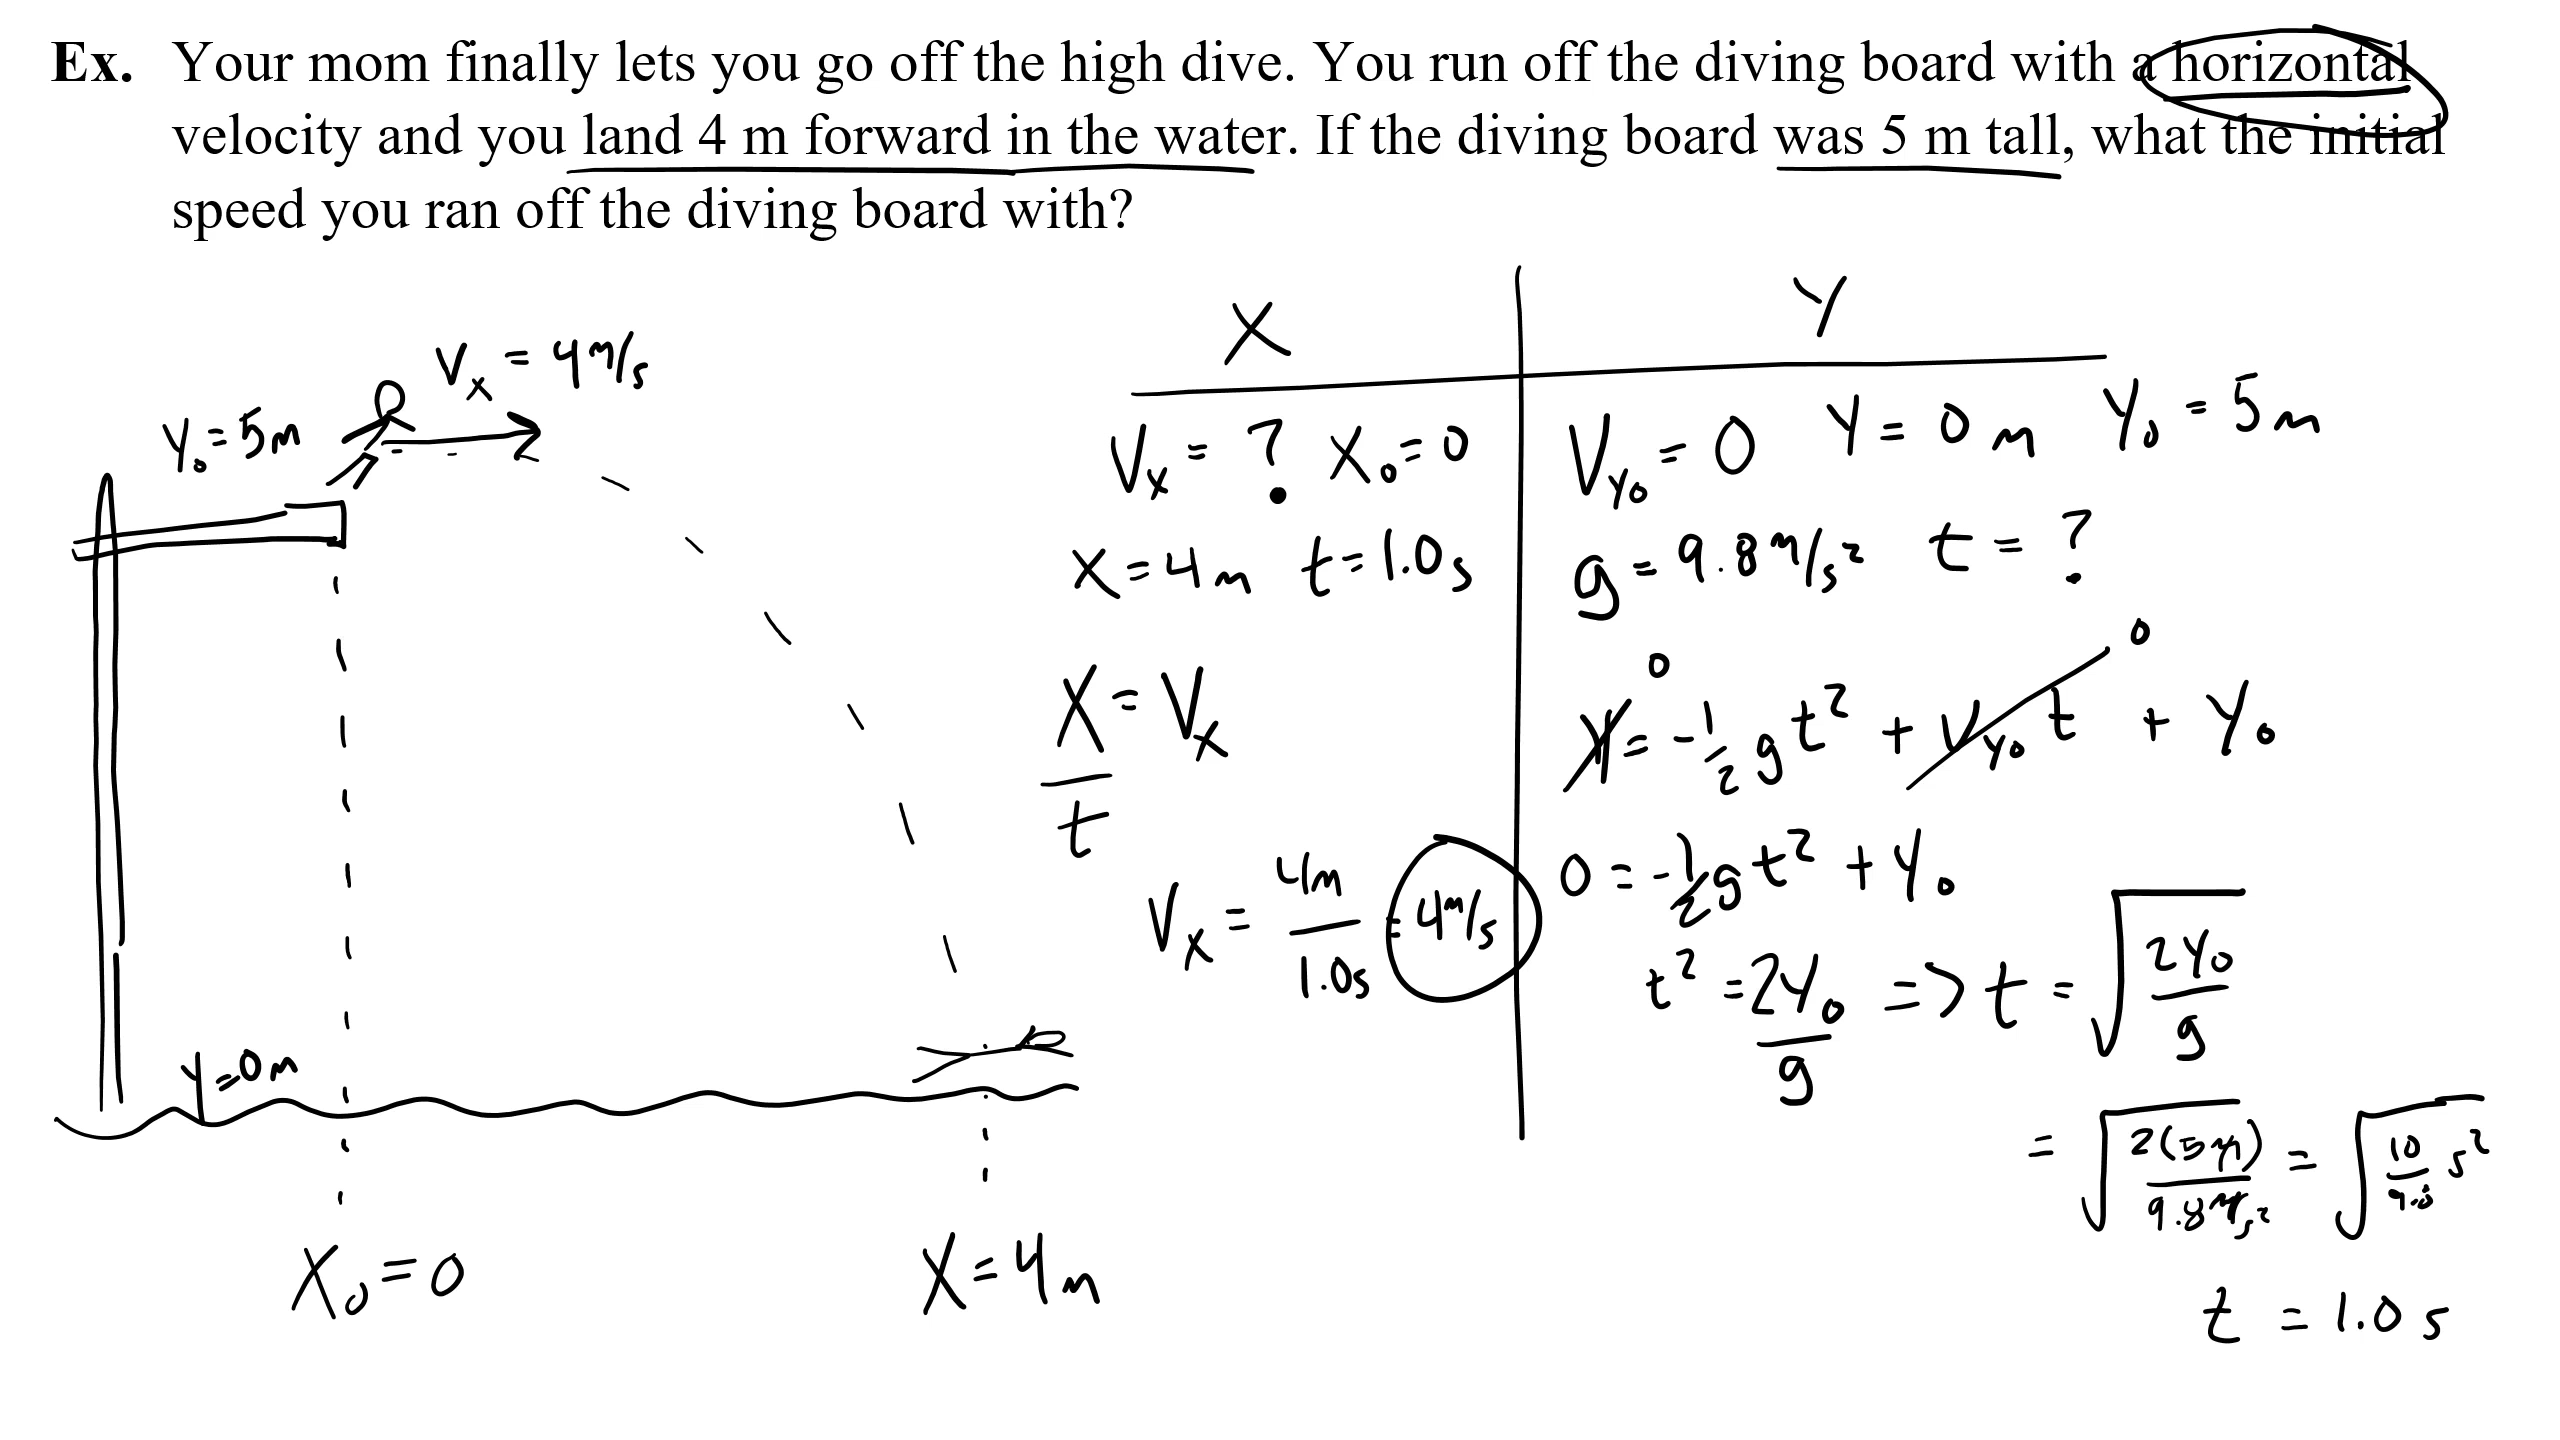 Ex. Your mom finally lets you go off the high dive. You run off the diving board with a horizontal
velocity and you land 4 m forward in the water. If the diving board was 5 m tall, what the initial
speed you ran off the diving board with?
Vx = 4 m/s
Y₀ = 5 m
y = 0 m
X₀ = 0
X = 4 m
X
Vx = ? X₀ = 0
x = 4 m t = 1.0 s
X/t = Vx
Vx = 4m/1.0s = 4 m/s
Y
Vy₀ = 0 Y = 0 m Y₀ = 5 m
g = 9.8 m/s² t = ?
0 0
Y = -1/2 g t² + Vy₀ t + Y₀
0 = -1/2 g t² + Y₀
t² = 2Y₀/g => t = √(2Y₀/g)
= √(2(5m)/9.8 m/s²) = √(10/9.8 s²)
t = 1.0 s